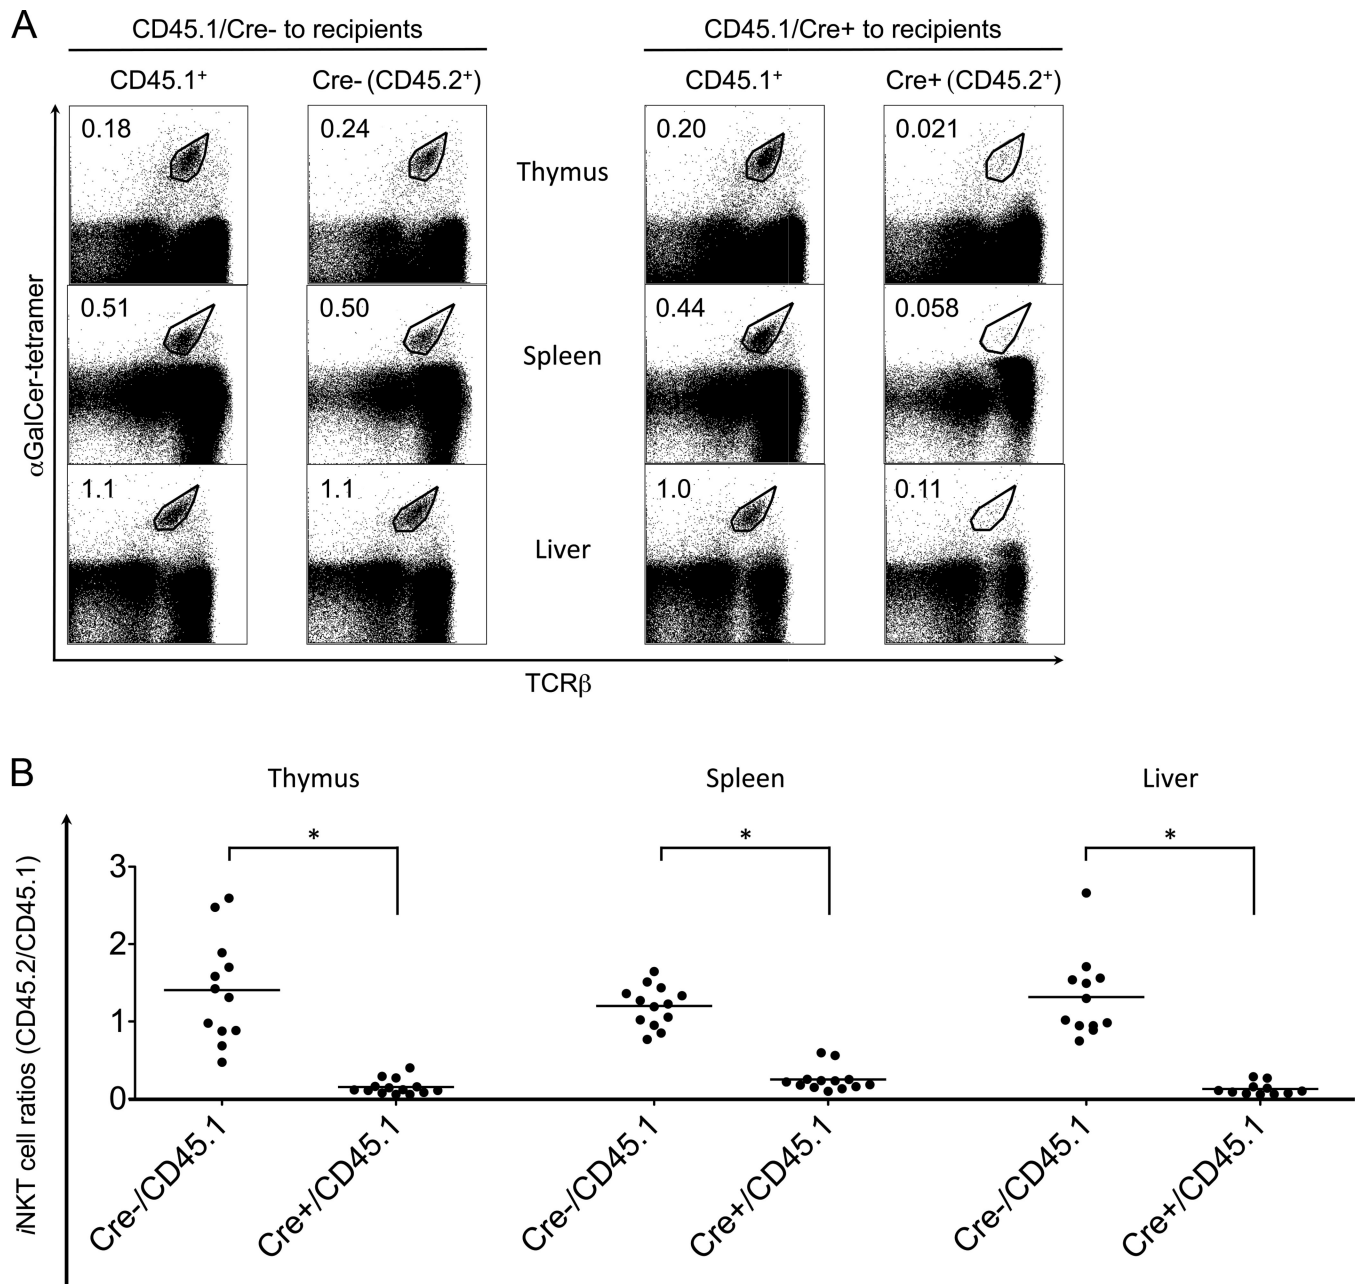 A
CD45.1/Cre- to recipients
CD45.1/Cre+ to recipients
CD45.1⁺
Cre- (CD45.2⁺)
CD45.1⁺
Cre+ (CD45.2⁺)
0.18
0.24
Thymus
0.20
0.021
0.51
0.50
Spleen
0.44
0.058
1.1
1.1
Liver
1.0
0.11
αGalCer-tetramer
TCRβ
B
Thymus
Spleen
Liver
*
*
*
3
2
1
0
iNKT cell ratios (CD45.2/CD45.1)
Cre-/CD45.1
Cre+/CD45.1
Cre-/CD45.1
Cre+/CD45.1
Cre-/CD45.1
Cre+/CD45.1